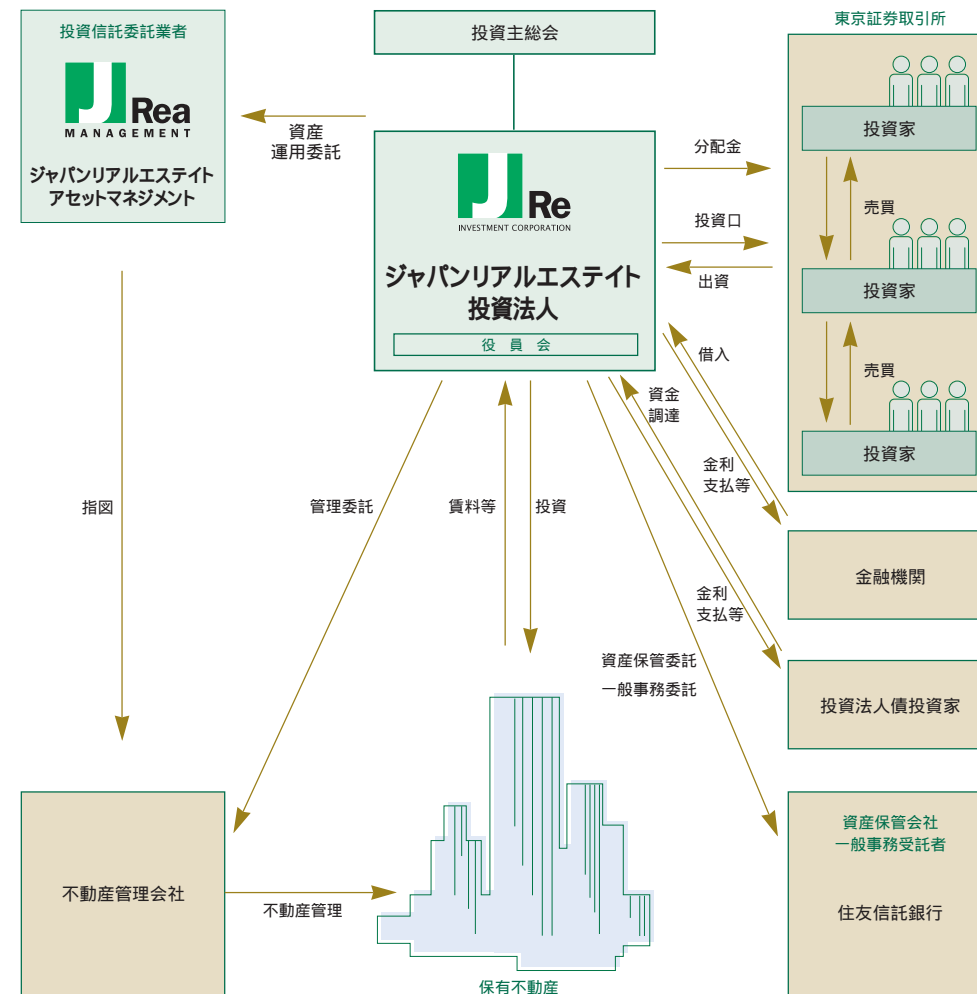 投資信託委託業者
J Rea
MANAGEMENT
ジャパンリアルエステイト
アセットマネジメント
投資主総会
東京証券取引所
投資家
売買
投資家
売買
投資家
資産
運用委託
J Re
INVESTMENT CORPORATION
ジャパンリアルエステイト
投資法人
役員会
分配金
投資口
出資
借入
資金
調達
金利
支払等
指図
管理委託
賃料等
投資
金融機関
金利
支払等
資産保管委託
一般事務委託
投資法人債投資家
不動産管理会社
不動産管理
保有不動産
資産保管会社
一般事務受託者
住友信託銀行